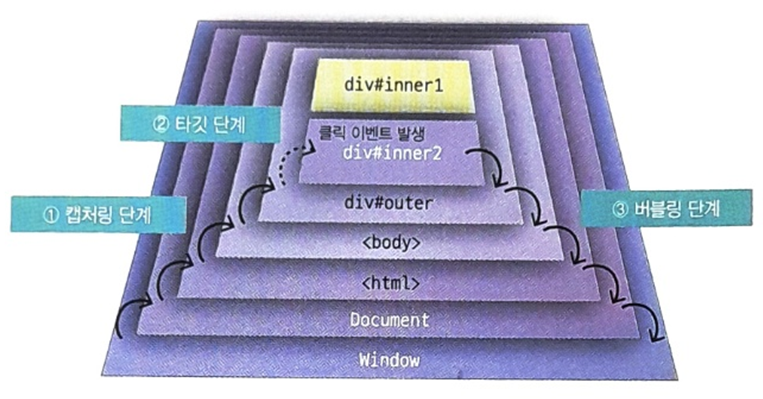 div#inner1
② 타깃 단계
클릭 이벤트 발생
div#inner2
① 캡처링 단계
div#outer
③ 버블링 단계
<body>
<html>
Document
Window